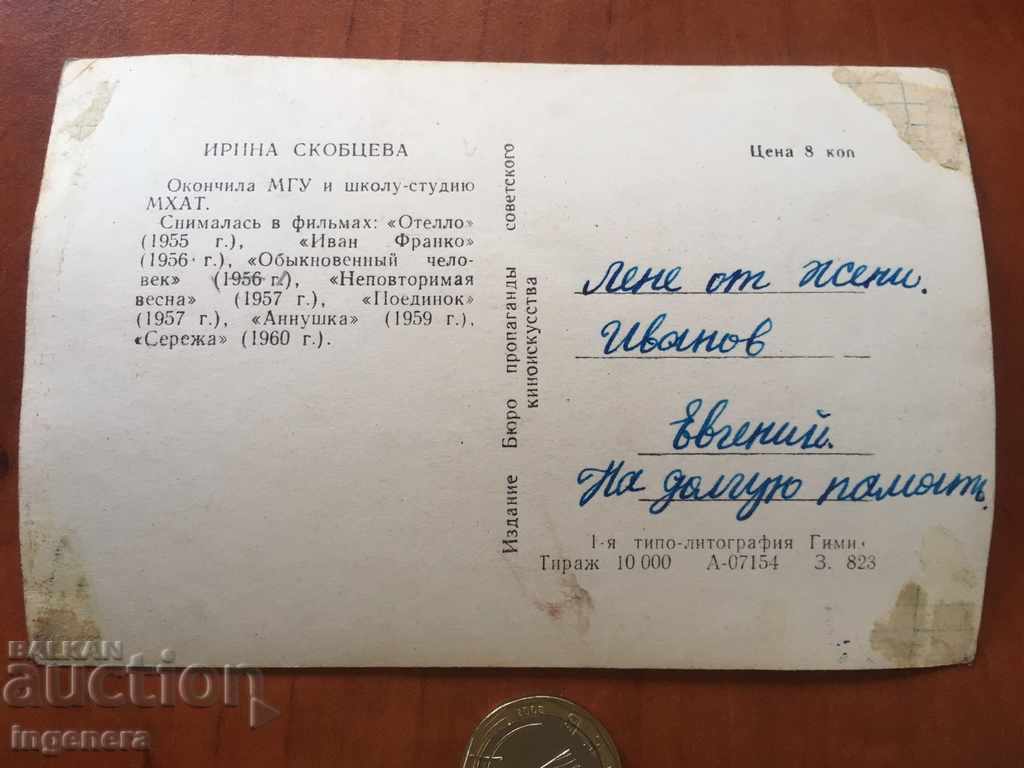 ИРИНА СКОБЦЕВА
Окончила МГУ и школу-студию
МХАТ.
Снималась в фильмах: «Отелло»
(1955 г.), «Иван Франко»
(1956 г.), «Обыкновенный чело-
век» (1956 г.), «Неповторимая
весна» (1957 г.), «Поединок»
(1957 г.), «Аннушка» (1959 г.),
«Сережа» (1960 г.).
Издание Бюро пропаганды советского
киноискусства
Цена 8 коп
Лене от Жени.
Иванов
Евгений.
На долгую память.
1-я типо-литография
Тираж 10 000 А-07154 З. 823
BALKAN
auction
ingenera
2002